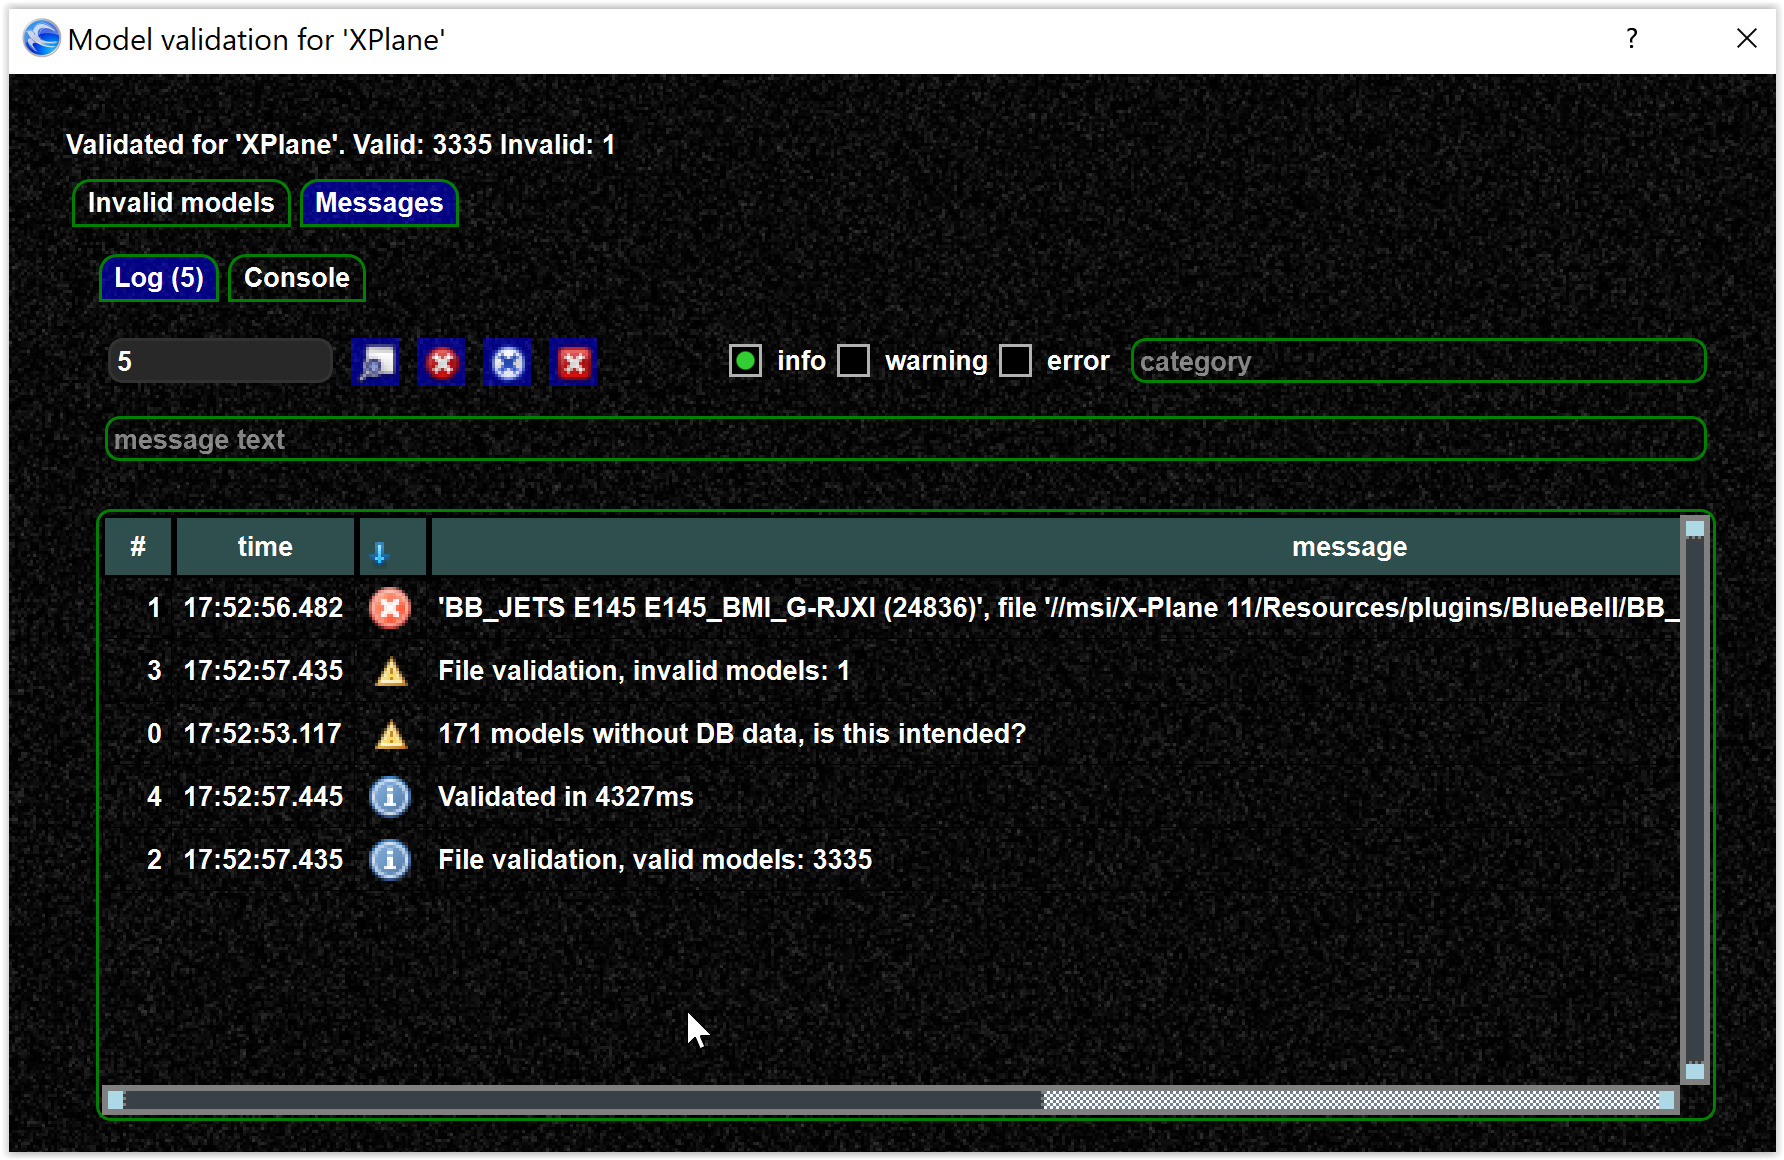 Model validation for 'XPlane'
?
Validated for 'XPlane'. Valid: 3335 Invalid: 1
Invalid models Messages
Log (5) Console
5 info warning error category
message text
# time message
1 17:52:56.482 'BB_JETS E145 E145_BMI_G-RJXI (24836)', file '//msi/X-Plane 11/Resources/plugins/BlueBell/BB_
3 17:52:57.435 File validation, invalid models: 1
0 17:52:53.117 171 models without DB data, is this intended?
4 17:52:57.445 Validated in 4327ms
2 17:52:57.435 File validation, valid models: 3335